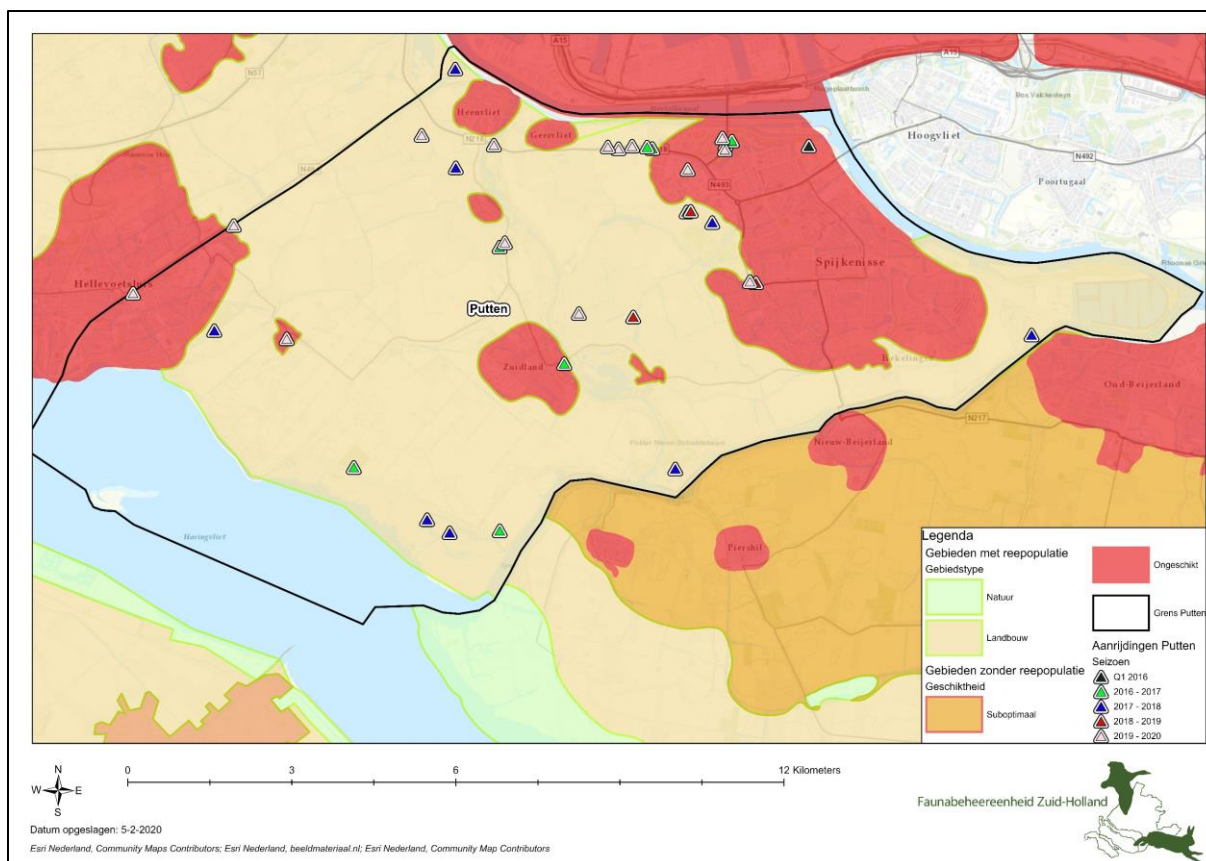 A15
A15
N57
Hartelkanaal
Bos Valckesteyn
Heenvliet
Geervliet
Hoogvliet
N218
N492
Poortugaal
N493
Spijkenisse
Hellevoetsluis
Putten
Zuidland
Hekelingen
Oud-Beijerland
N217
Nieuw-Beijerland
Haringvliet
Piershil
Legenda
Gebieden met reepopulatie
Gebiedstype
Natuur
Landbouw
Gebieden zonder reepopulatie
Geschiktheid
Suboptimaal
Ongeschikt
Grens Putten
Aanrijdingen Putten
Seizoen
Q1 2016
2016 - 2017
2017 - 2018
2018 - 2019
2019 - 2020
N
W E
S
0 3 6 12 Kilometers
Faunabeheereenheid Zuid-Holland
Datum opgeslagen: 5-2-2020
Esri Nederland, Community Maps Contributors; Esri Nederland, beeldmateriaal.nl; Esri Nederland, Community Map Contributors